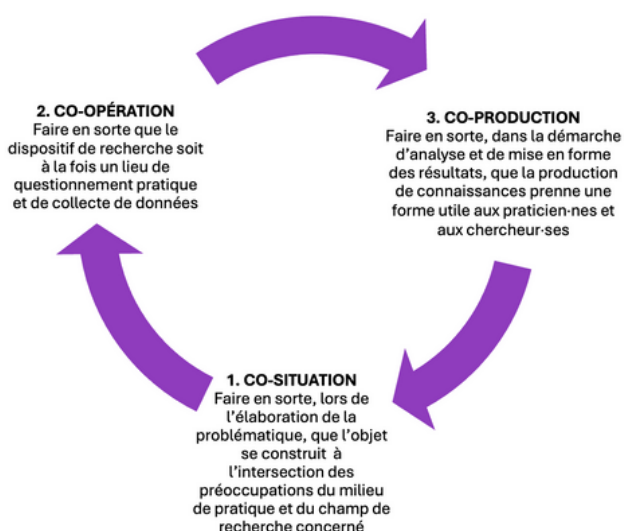 2. CO-OPÉRATION
Faire en sorte que le
dispositif de recherche soit
à la fois un lieu de
questionnement pratique
et de collecte de données
3. CO-PRODUCTION
Faire en sorte, dans la démarche
d'analyse et de mise en forme
des résultats, que la production
de connaissances prenne une
forme utile aux praticien·nes et
aux chercheur·ses
1. CO-SITUATION
Faire en sorte, lors de
l'élaboration de la
problématique, que l'objet
se construit à
l'intersection des
préoccupations du milieu
de pratique et du champ de
recherche concerné